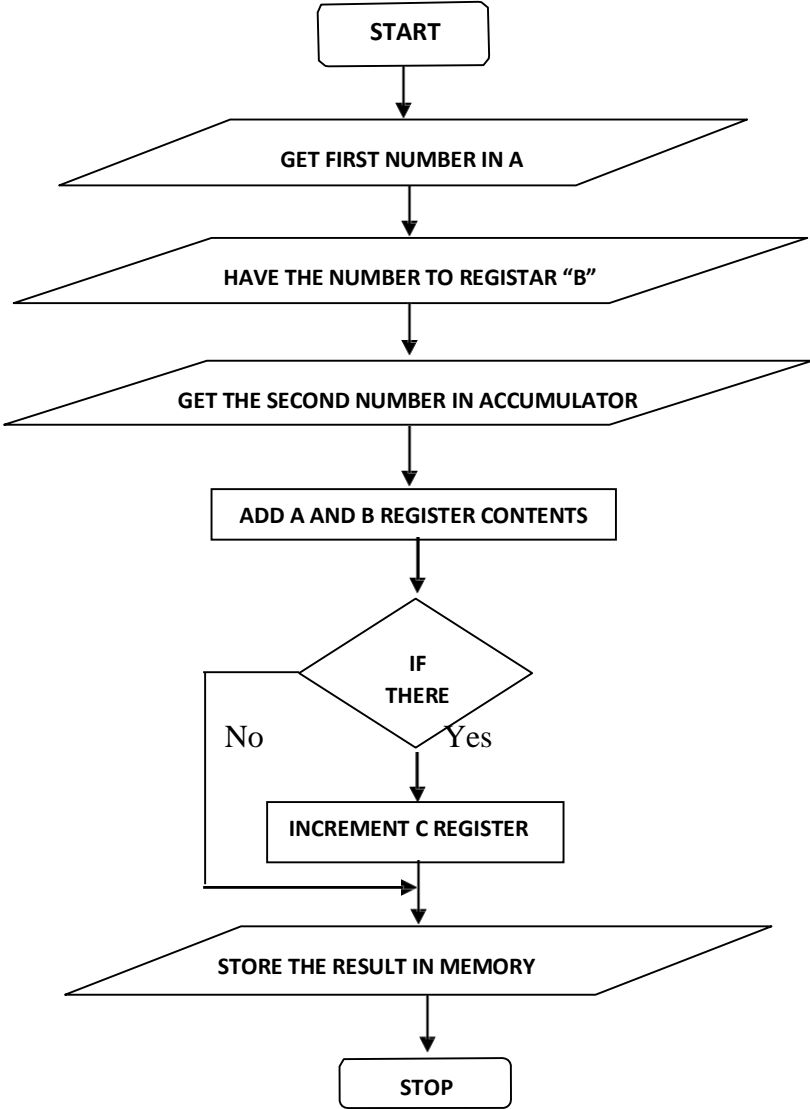 START
GET FIRST NUMBER IN A
HAVE THE NUMBER TO REGISTAR “B”
GET THE SECOND NUMBER IN ACCUMULATOR
ADD A AND B REGISTER CONTENTS
IF
THERE
No
Yes
INCREMENT C REGISTER
STORE THE RESULT IN MEMORY
STOP